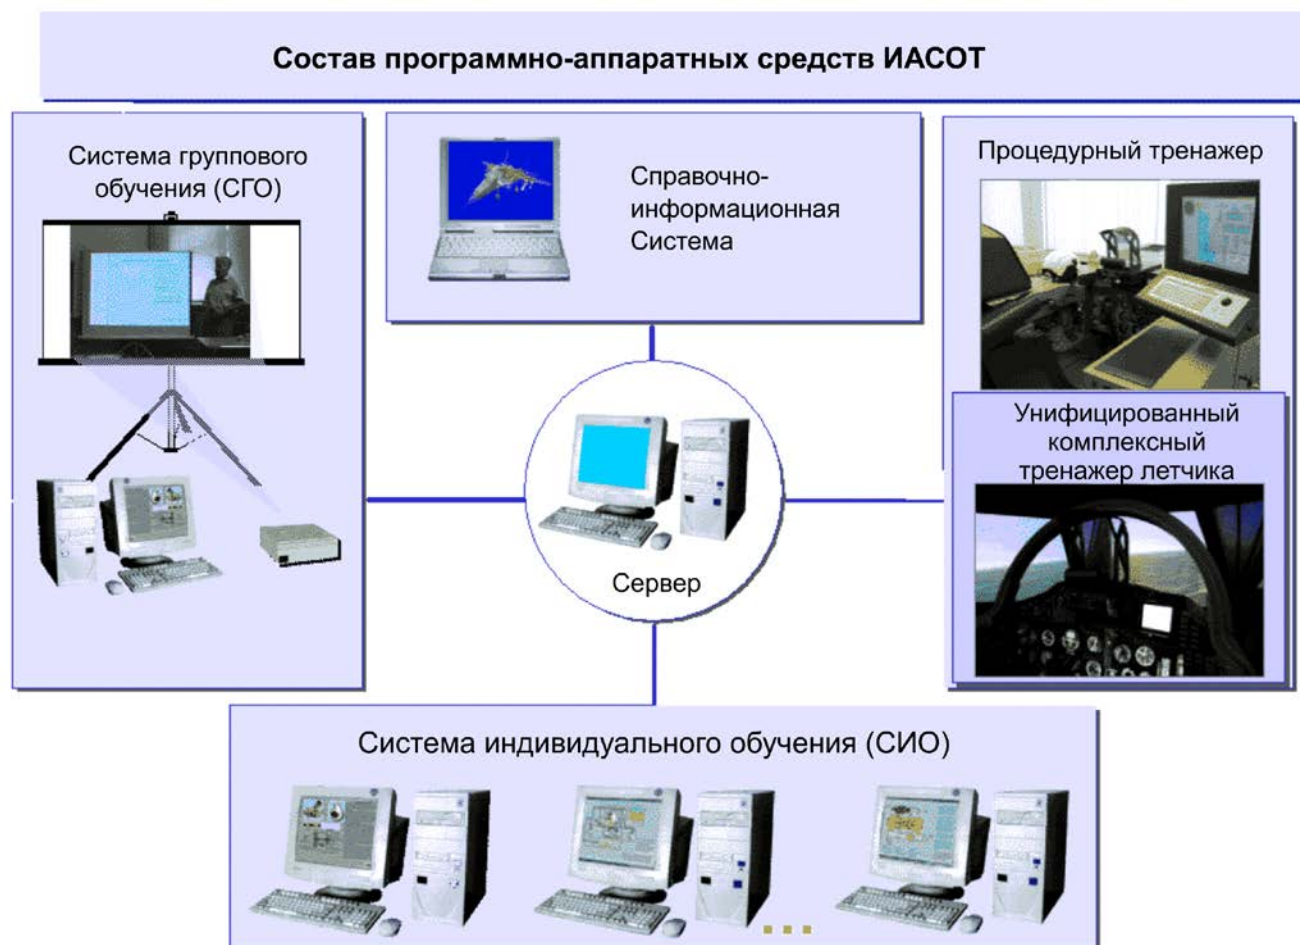 Состав программно-аппаратных средств ИАСОТ
Система группового
обучения (СГО)
Справочно-
информационная
Система
Процедурный тренажер
Унифицированный
комплексный
тренажер летчика
Сервер
Система индивидуального обучения (СИО)
...